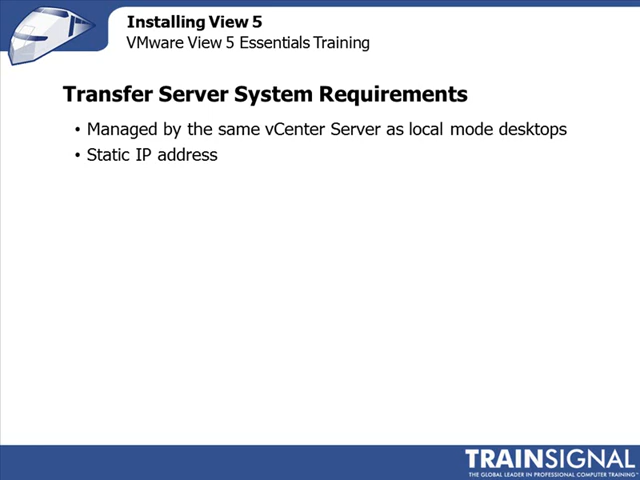 Installing View 5
VMware View 5 Essentials Training
Transfer Server System Requirements
• Managed by the same vCenter Server as local mode desktops
• Static IP address
TRAINSIGNAL
THE GLOBAL LEADER IN PROFESSIONAL COMPUTER TRAINING